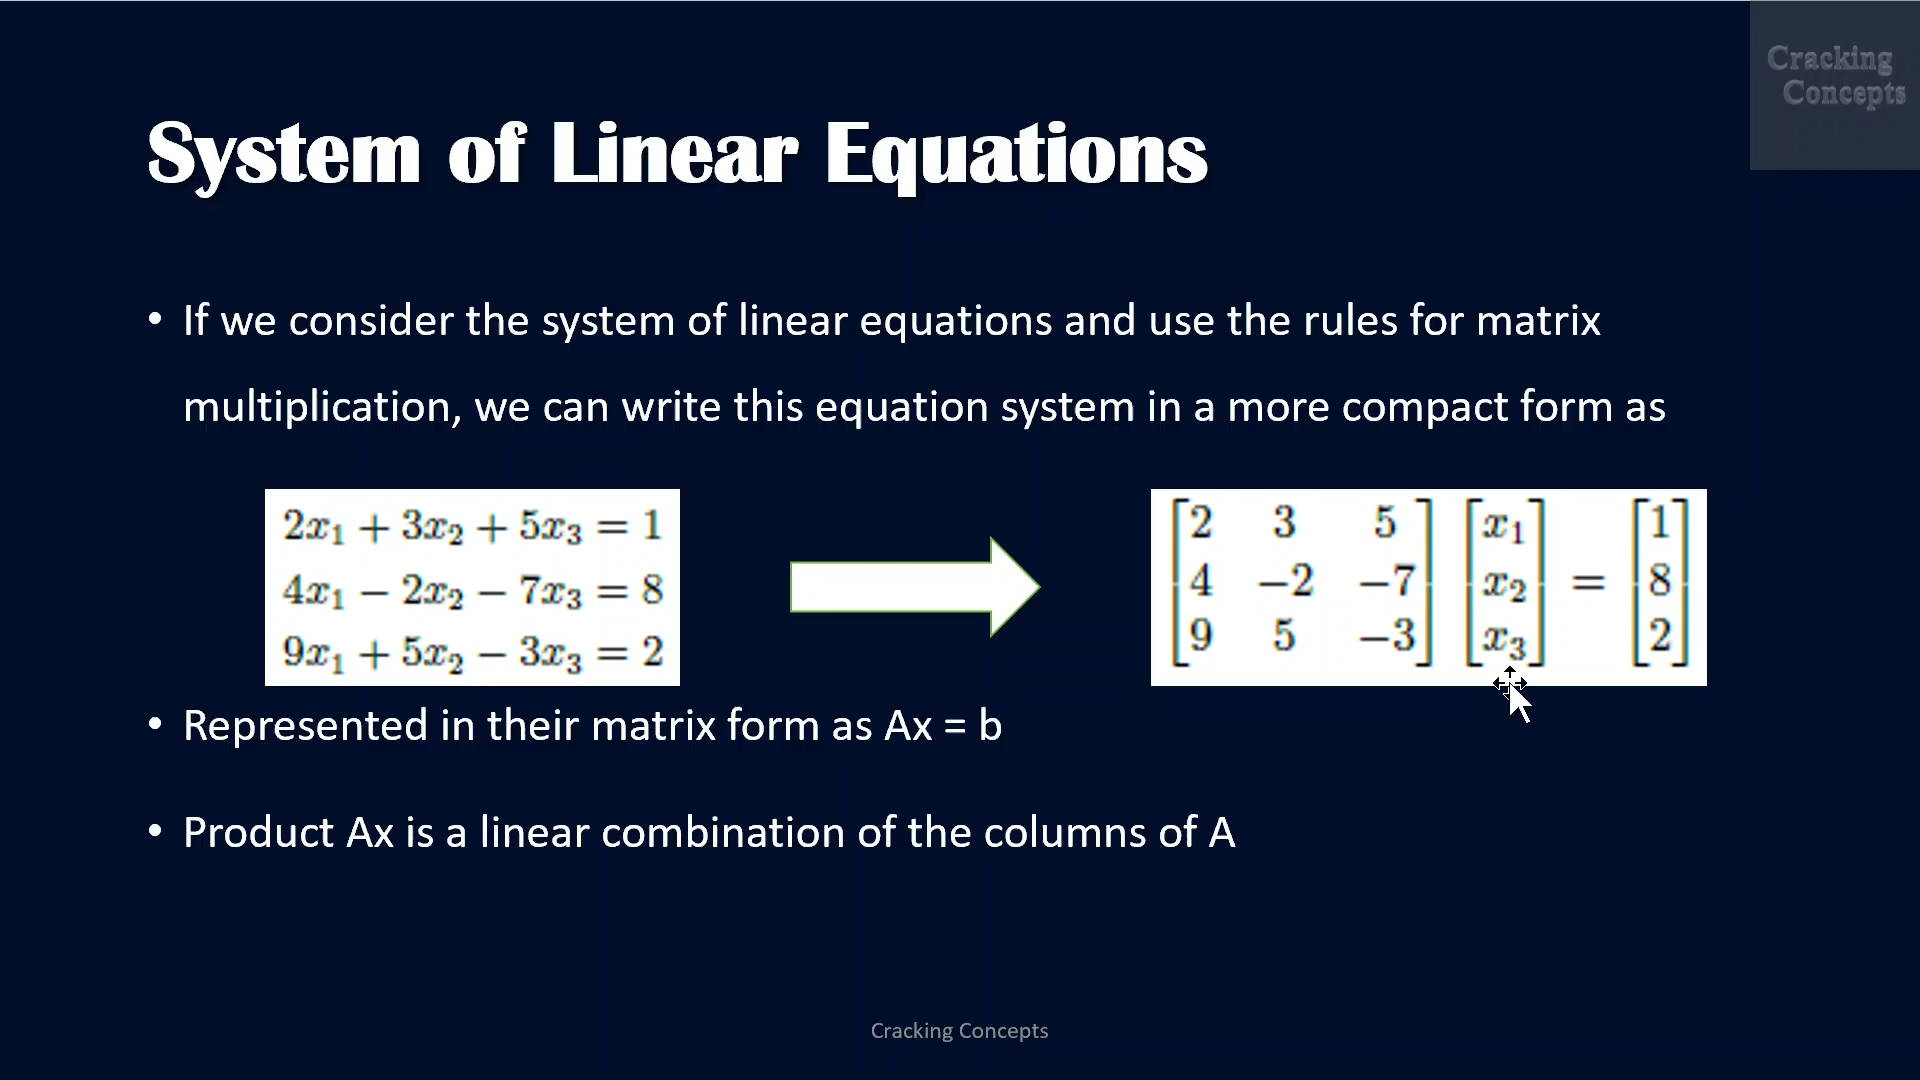 Cracking
Concepts
System of Linear Equations
• If we consider the system of linear equations and use the rules for matrix
multiplication, we can write this equation system in a more compact form as
2x₁ + 3x₂ + 5x₃ = 1
4x₁ − 2x₂ − 7x₃ = 8
9x₁ + 5x₂ − 3x₃ = 2
[2 3 5] [x₁] [1]
[4 −2 −7] [x₂] = [8]
[9 5 −3] [x₃] [2]
• Represented in their matrix form as Ax = b
• Product Ax is a linear combination of the columns of A
Cracking Concepts